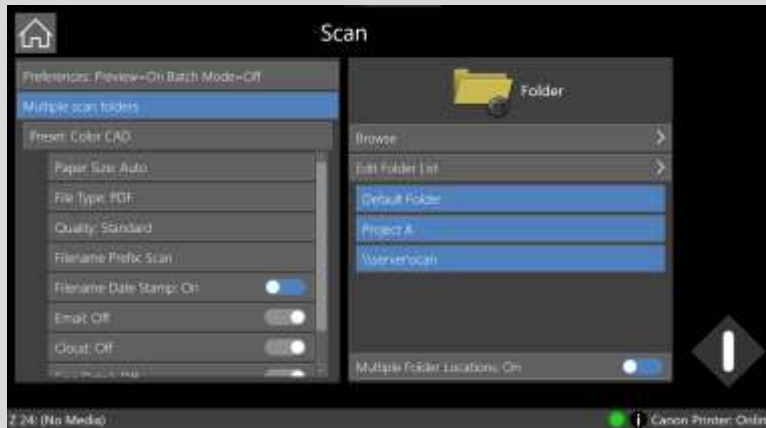 Scan
Preferences: Preview=On Batch Mode=Off
Multiple scan folders
Preset: Color CAD
Paper Size: Auto
File Type: PDF
Quality: Standard
Filename Prefix: Scan
Filename Date Stamp: On
Email: Off
Cloud: Off
Folder
Browse
Edit Folder List
Default Folder
Project A
\\server\scan
Multiple Folder Locations: On
Z 24: (No Media)
Canon Printer: Onlin